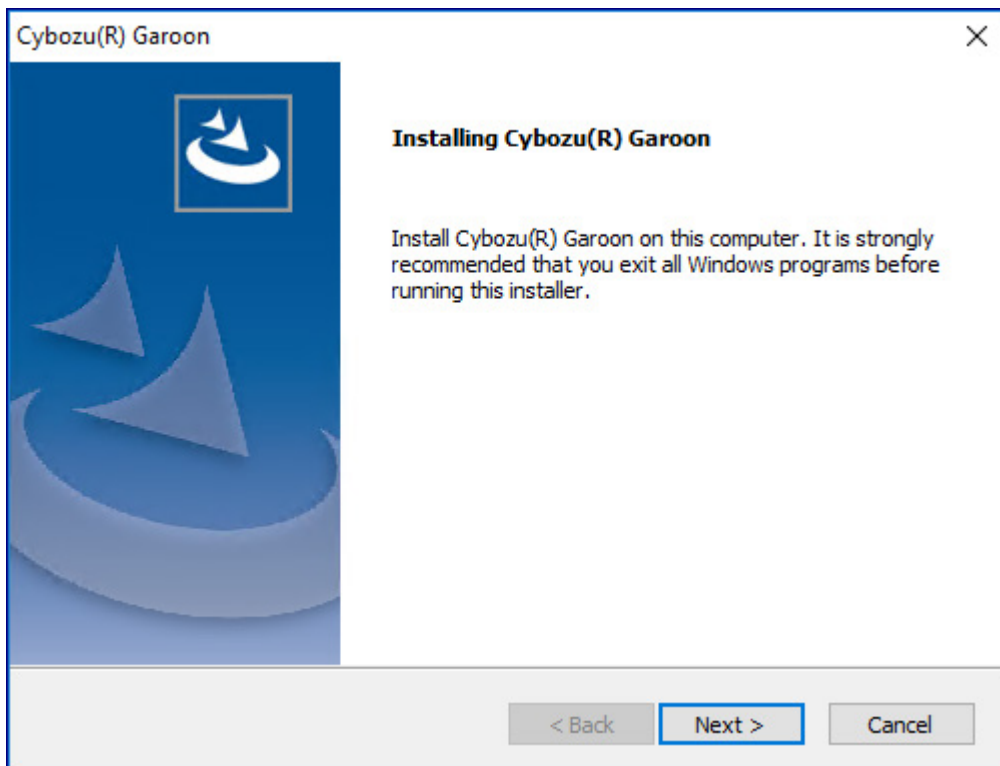 Cybozu(R) Garoon
Installing Cybozu(R) Garoon
Install Cybozu(R) Garoon on this computer. It is strongly
recommended that you exit all Windows programs before
running this installer.
< Back
Next >
Cancel